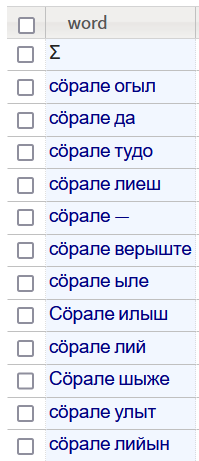 word
Σ
сӧрале огыл
сӧрале да
сӧрале тудо
сӧрале лиеш
сӧрале —
сӧрале верыште
сӧрале ыле
Сӧрале илыш
сӧрале лий
Сӧрале шыже
сӧрале улыт
сӧрале лийын